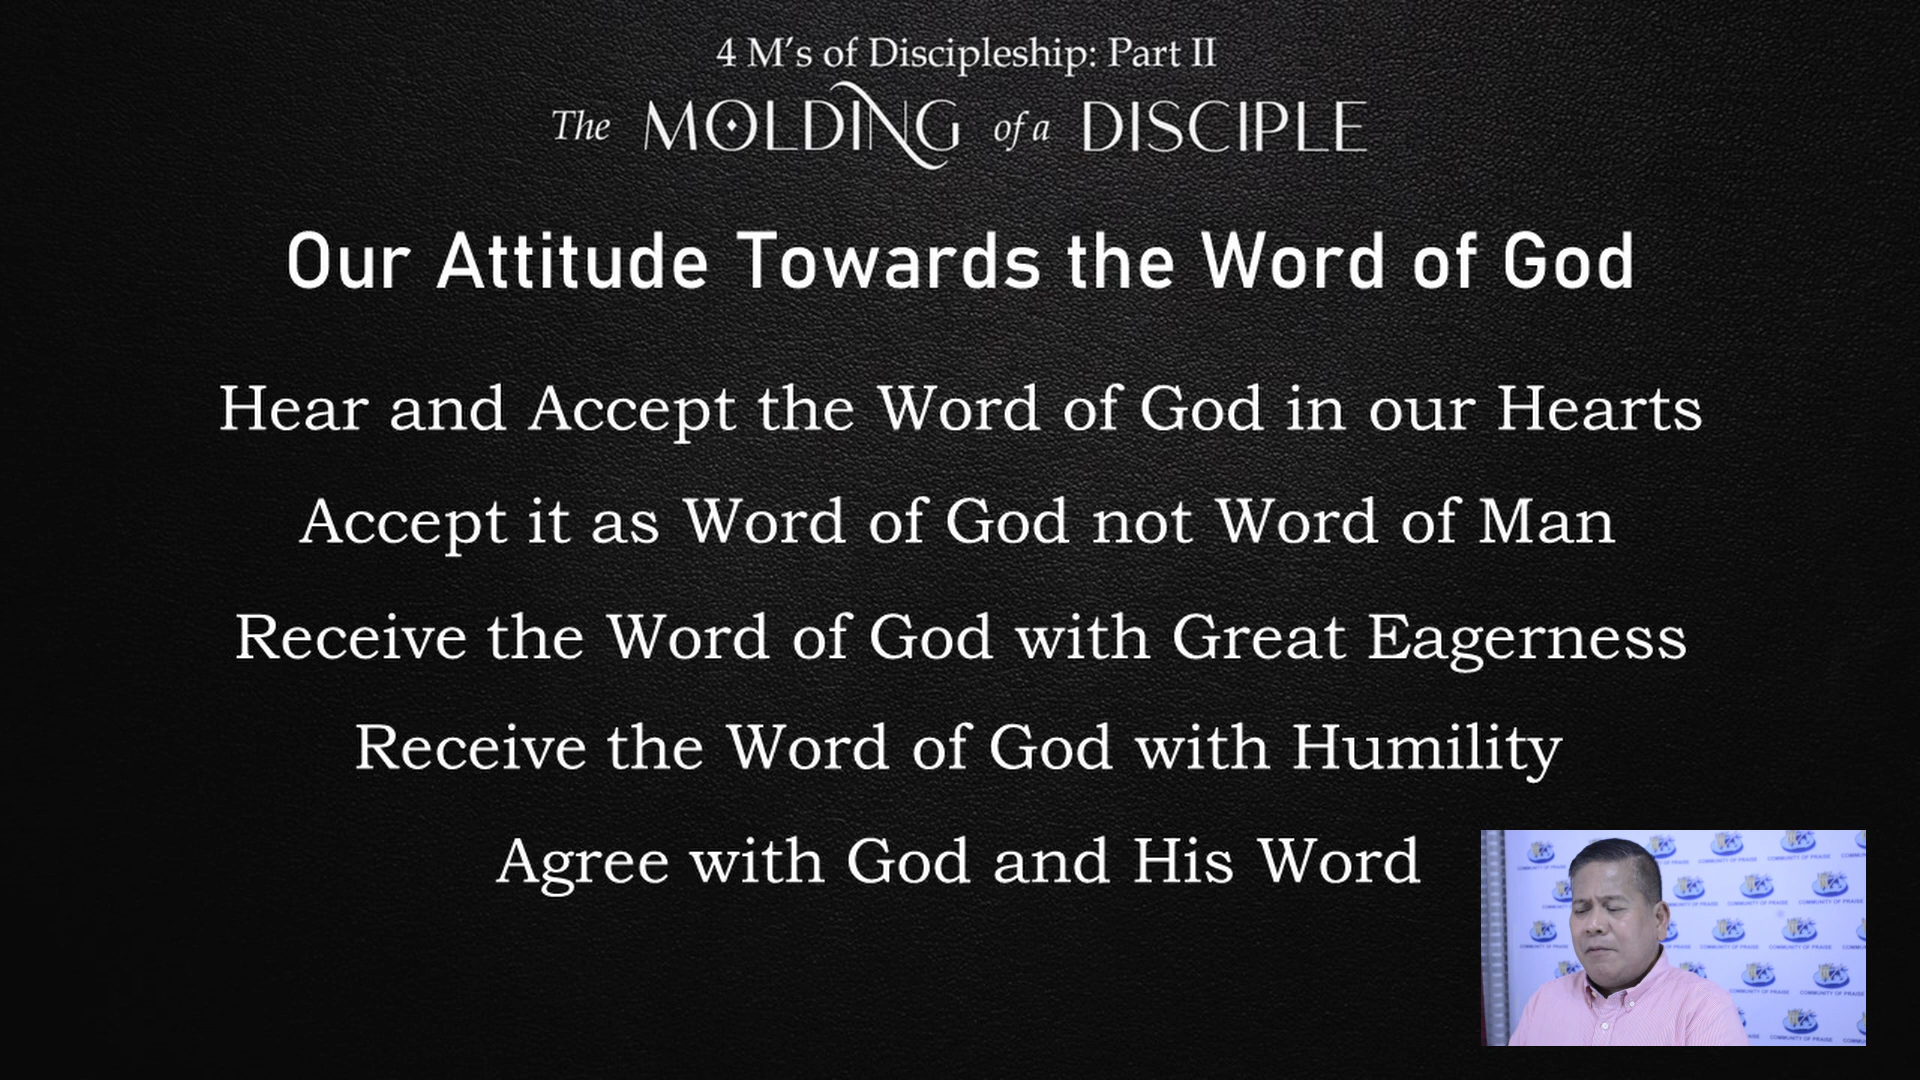 4 M's of Discipleship: Part II
The MOLDING of a DISCIPLE
Our Attitude Towards the Word of God
Hear and Accept the Word of God in our Hearts
Accept it as Word of God not Word of Man
Receive the Word of God with Great Eagerness
Receive the Word of God with Humility
Agree with God and His Word
COMMUNITY OF PRAISE